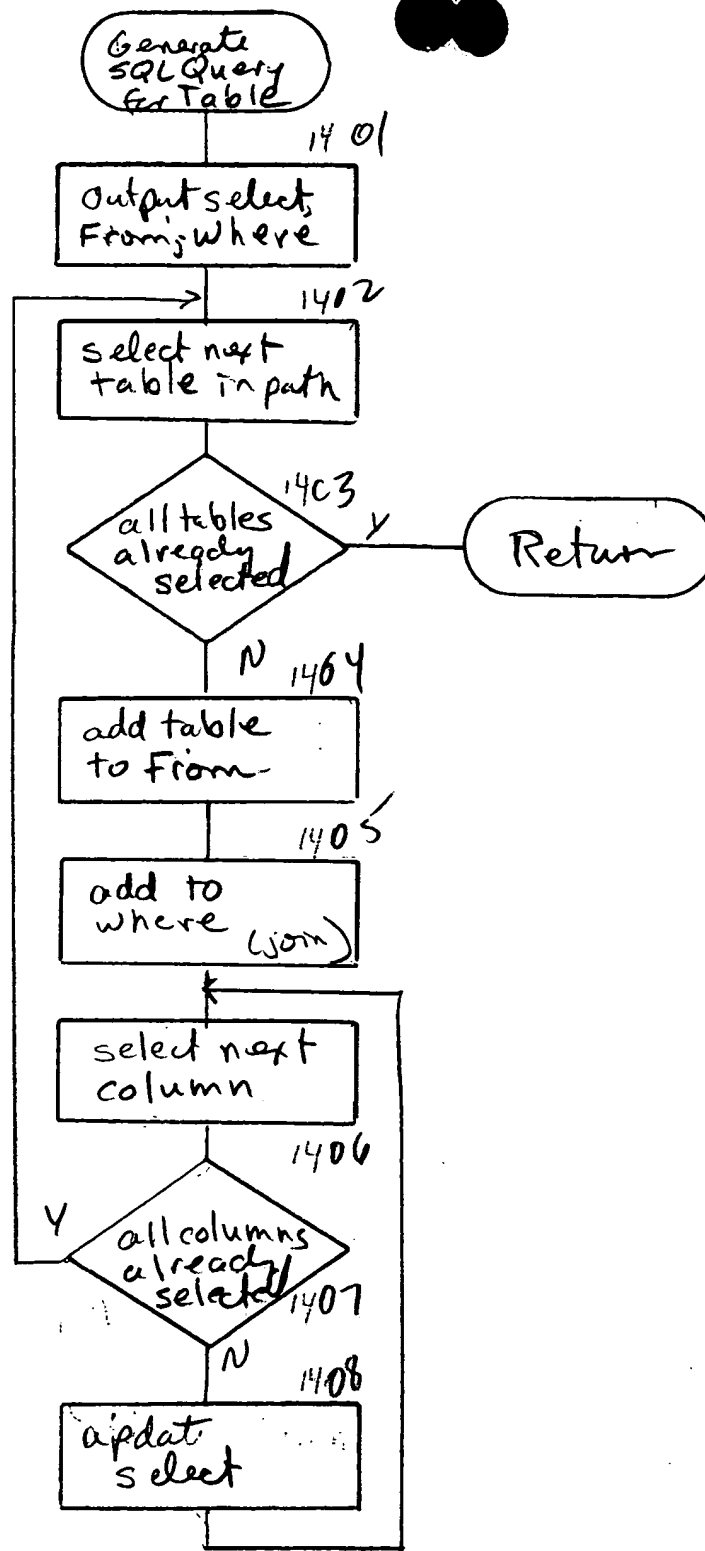 Generate
SQL Query
for Table
1401
Output select,
From, Where
1402
select next
table in path
1403
all tables
already
selected
Y
Return
N
1404
add table
to From
1405
add to
where (join)
select next
column
1406
Y
all columns
already
selected
1407
N
1408
updat
select